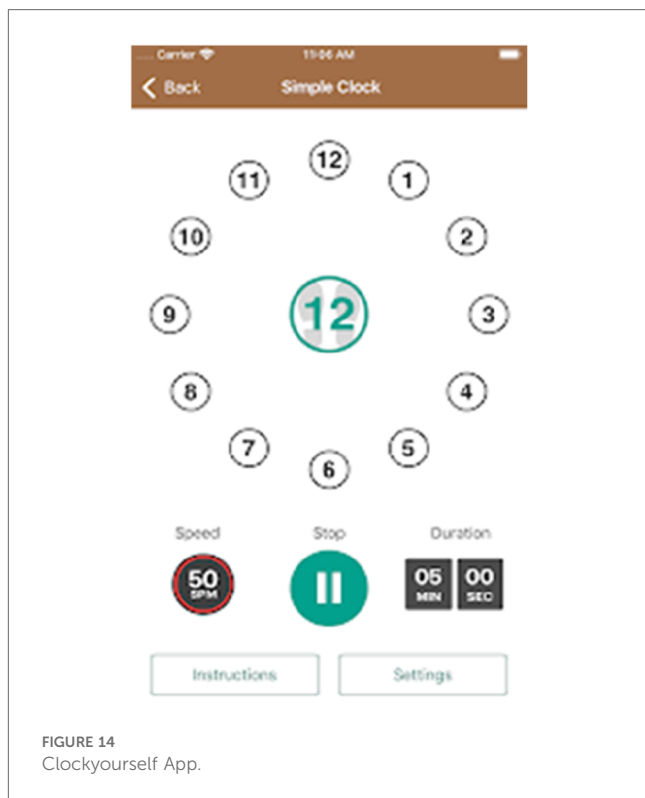 .... Carrier 11:06 AM
Back Simple Clock
12
11 1
10 2
12
9 3
8 4
7 5
6
Speed Stop Duration
50 SPM 05 MIN 00 SEC
Instructions Settings
FIGURE 14
Clockyourself App.